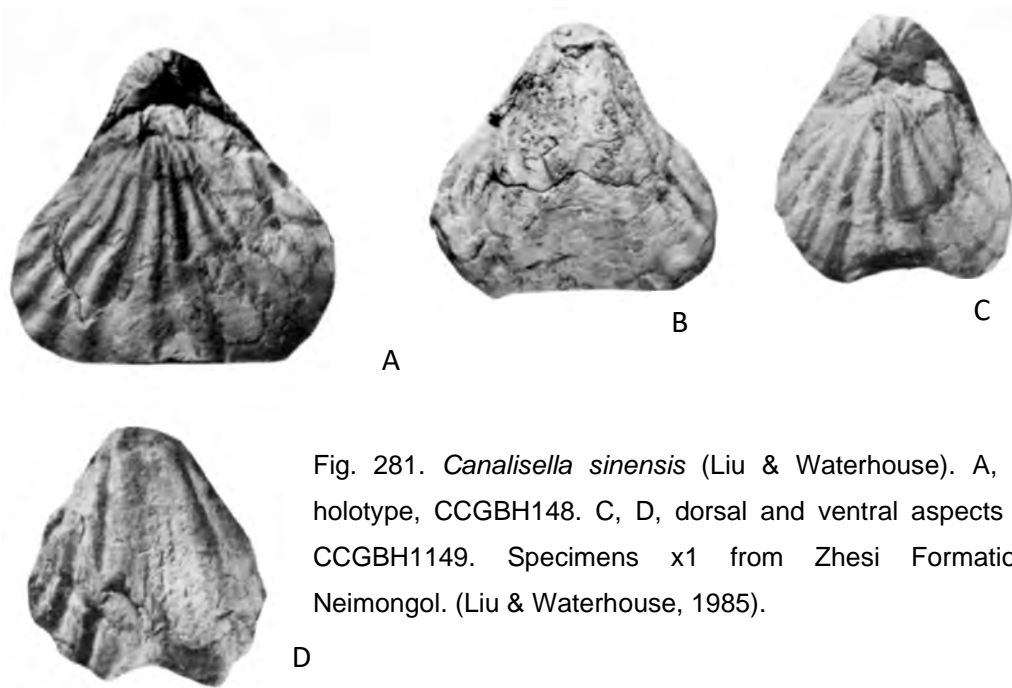 A
B
C
Fig. 281. Canalisella sinensis (Liu & Waterhouse). A,
holotype, CCGBH148. C, D, dorsal and ventral aspects
CCGBH1149. Specimens x1 from Zhesi Formatio
Neimongol. (Liu & Waterhouse, 1985).
D